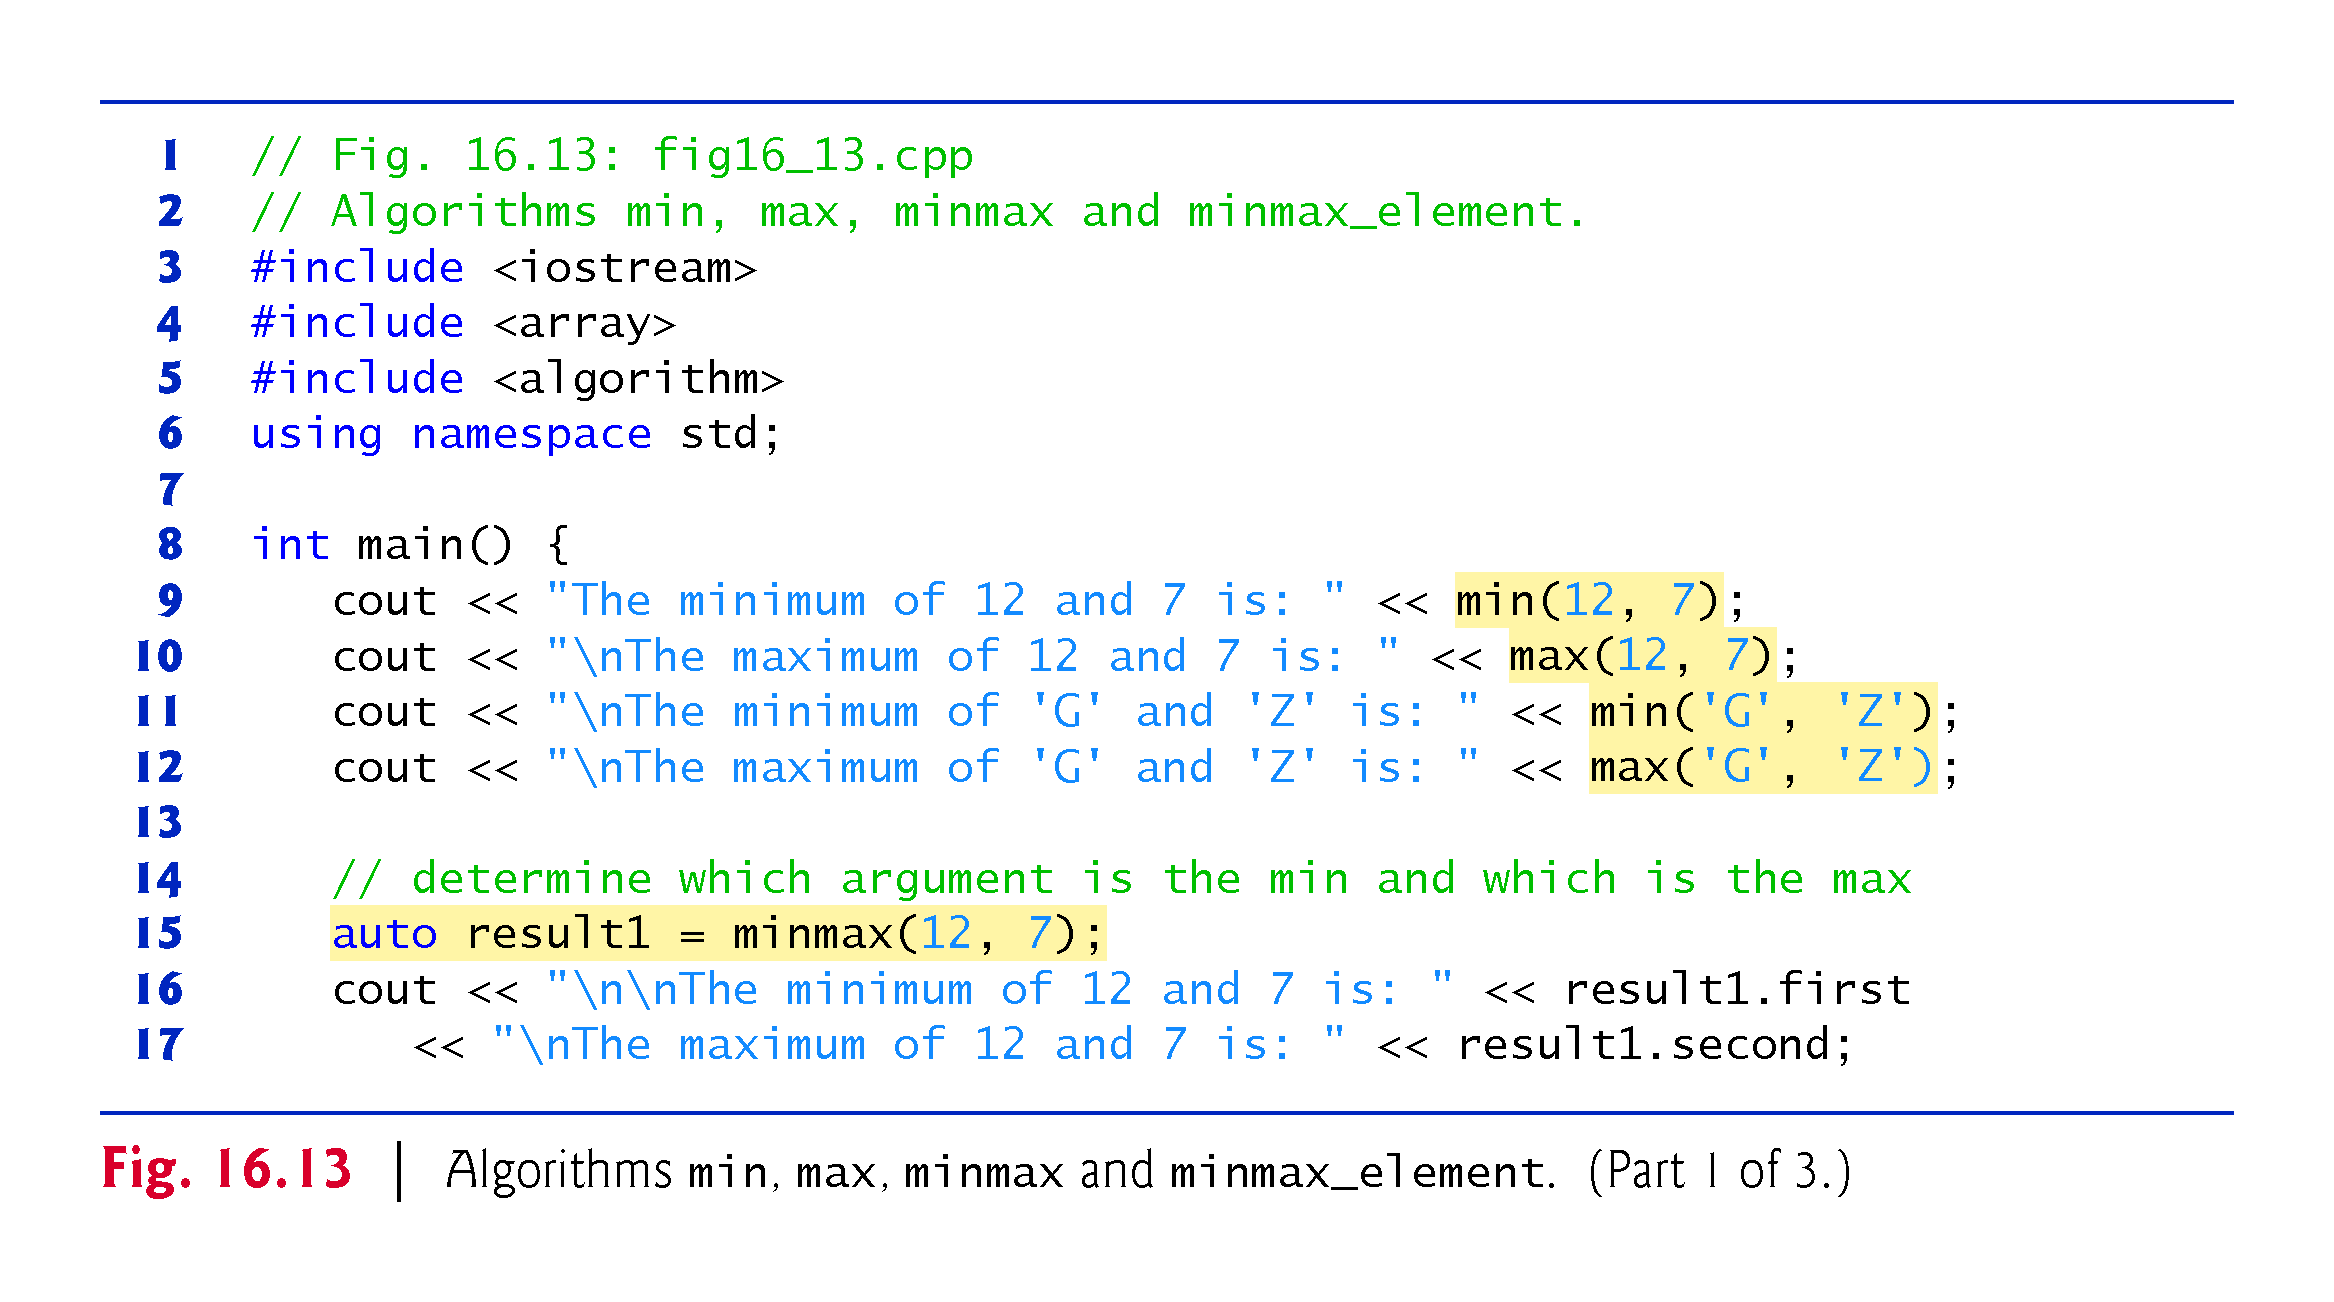 1 // Fig. 16.13: fig16_13.cpp
2 // Algorithms min, max, minmax and minmax_element.
3 #include <iostream>
4 #include <array>
5 #include <algorithm>
6 using namespace std;
7
8 int main() {
9    cout << "The minimum of 12 and 7 is: " << min(12, 7);
10    cout << "\nThe maximum of 12 and 7 is: " << max(12, 7);
11    cout << "\nThe minimum of 'G' and 'Z' is: " << min('G', 'Z');
12    cout << "\nThe maximum of 'G' and 'Z' is: " << max('G', 'Z');
13
14    // determine which argument is the min and which is the max
15    auto result1 = minmax(12, 7);
16    cout << "\n\nThe minimum of 12 and 7 is: " << result1.first
17       << "\nThe maximum of 12 and 7 is: " << result1.second;
Fig. 16.13 | Algorithms min, max, minmax and minmax_element. (Part 1 of 3.)